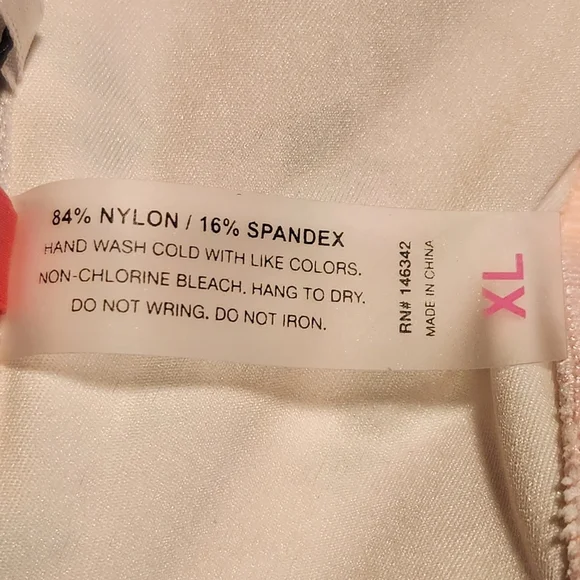 84% NYLON / 16% SPANDEX
HAND WASH COLD WITH LIKE COLORS.
NON-CHLORINE BLEACH. HANG TO DRY.
DO NOT WRING. DO NOT IRON.
RN# 146342
MADE IN CHINA
XL